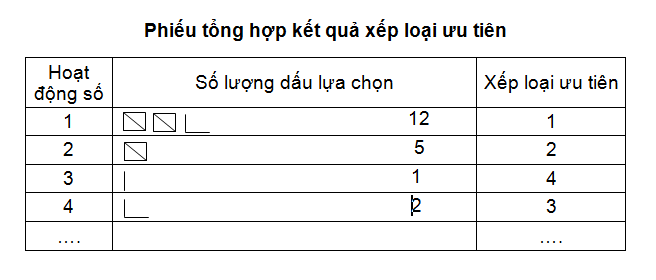 Phiếu tổng hợp kết quả xếp loại ưu tiên
Hoạt động số Số lượng dấu lựa chọn Xếp loại ưu tiên
1 12 1
2 5 2
3 1 4
4 2 3
.... ....